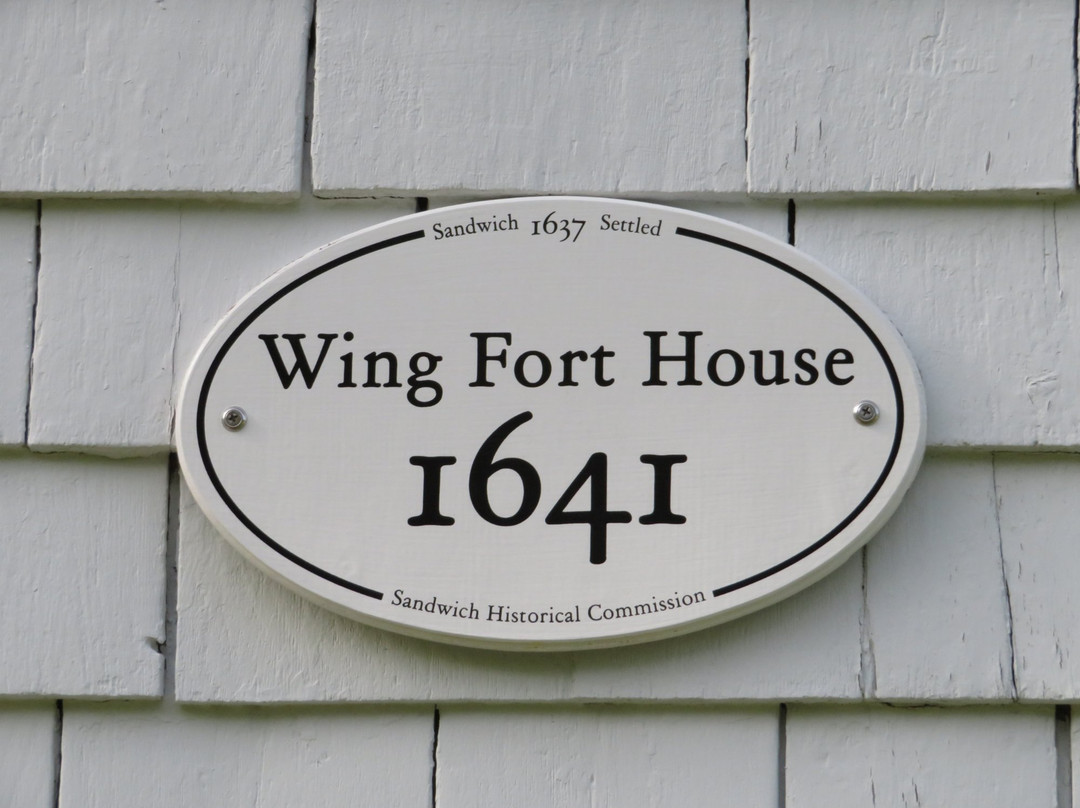 Sandwich 1637 Settled
Wing Fort House
1641
Sandwich Historical Commission